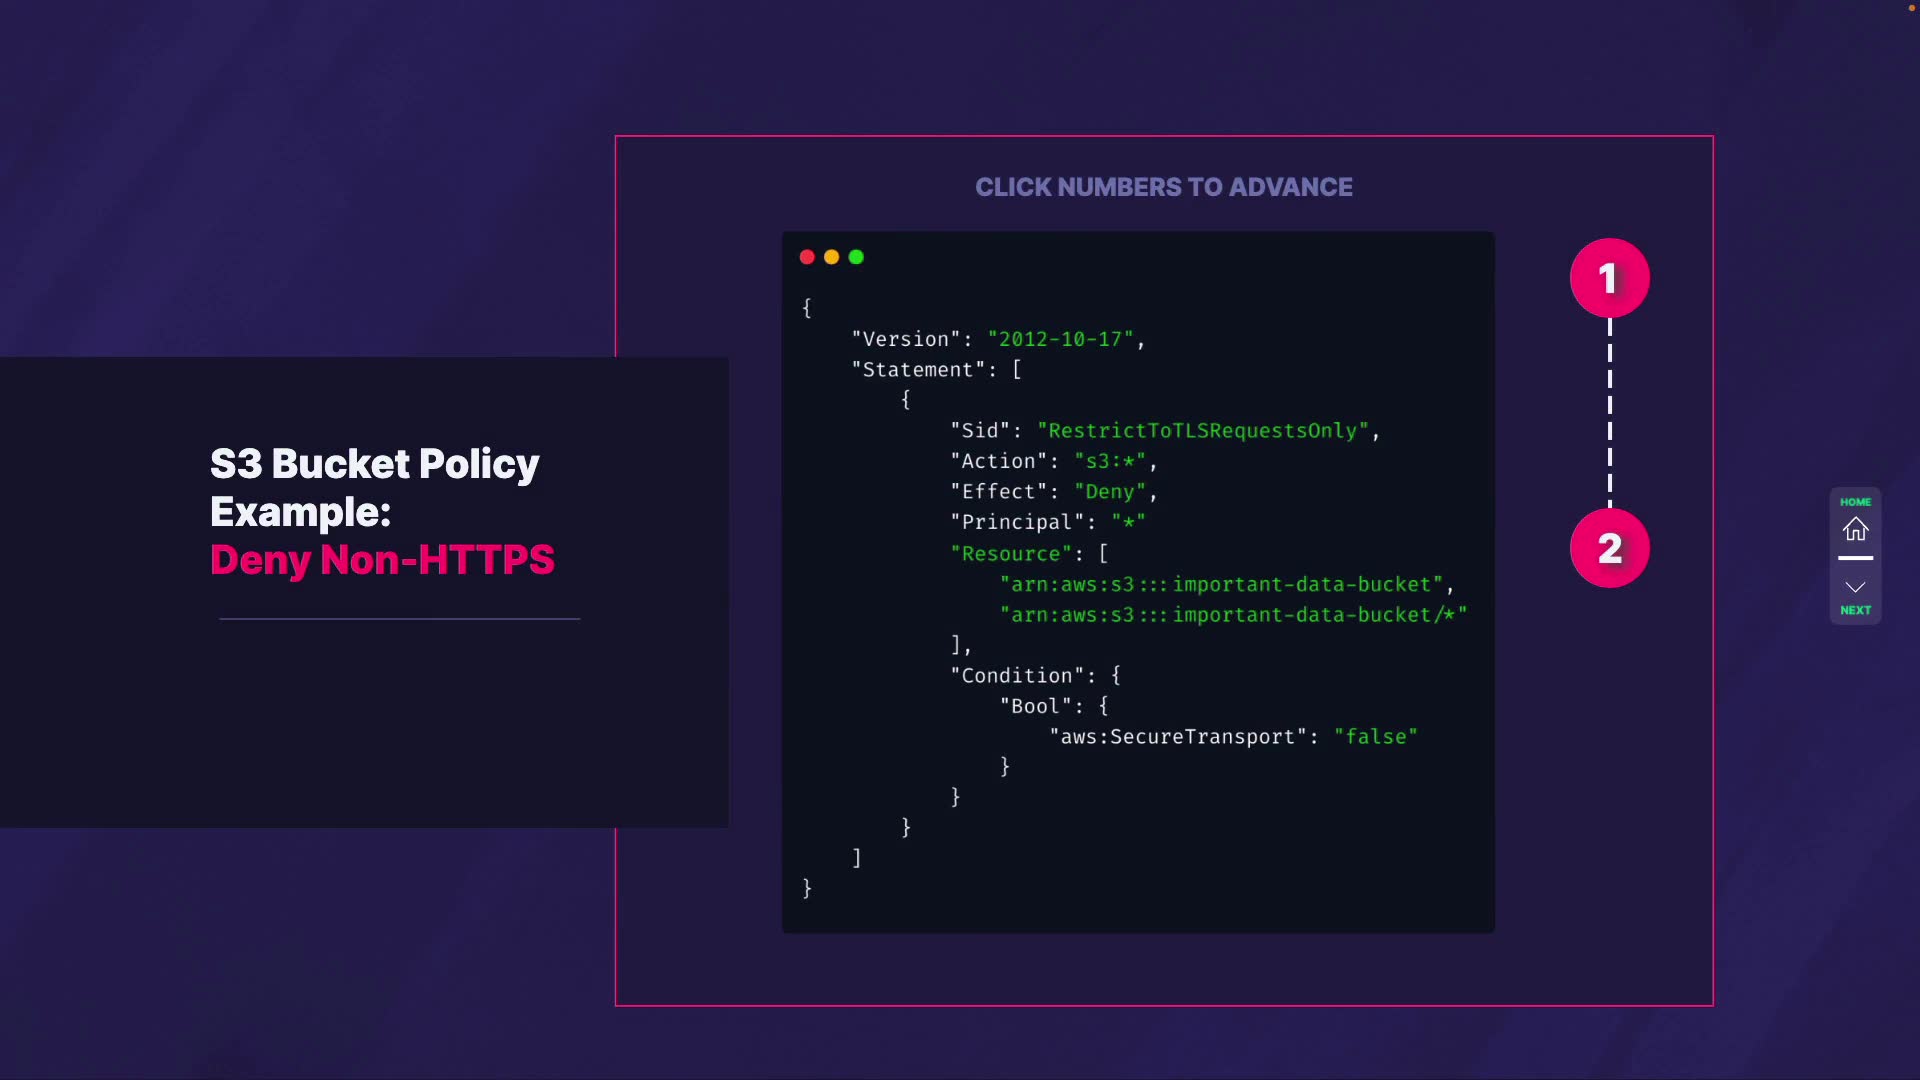 CLICK NUMBERS TO ADVANCE
S3 Bucket Policy
Example:
Deny Non-HTTPS
{
    "Version": "2012-10-17",
    "Statement": [
        {
            "Sid": "RestrictToTLSRequestsOnly",
            "Action": "s3:*",
            "Effect": "Deny",
            "Principal": "*"
            "Resource": [
                "arn:aws:s3:::important-data-bucket",
                "arn:aws:s3:::important-data-bucket/*"
            ],
            "Condition": {
                "Bool": {
                    "aws:SecureTransport": "false"
                }
            }
        }
    ]
}
1
2
HOME
NEXT